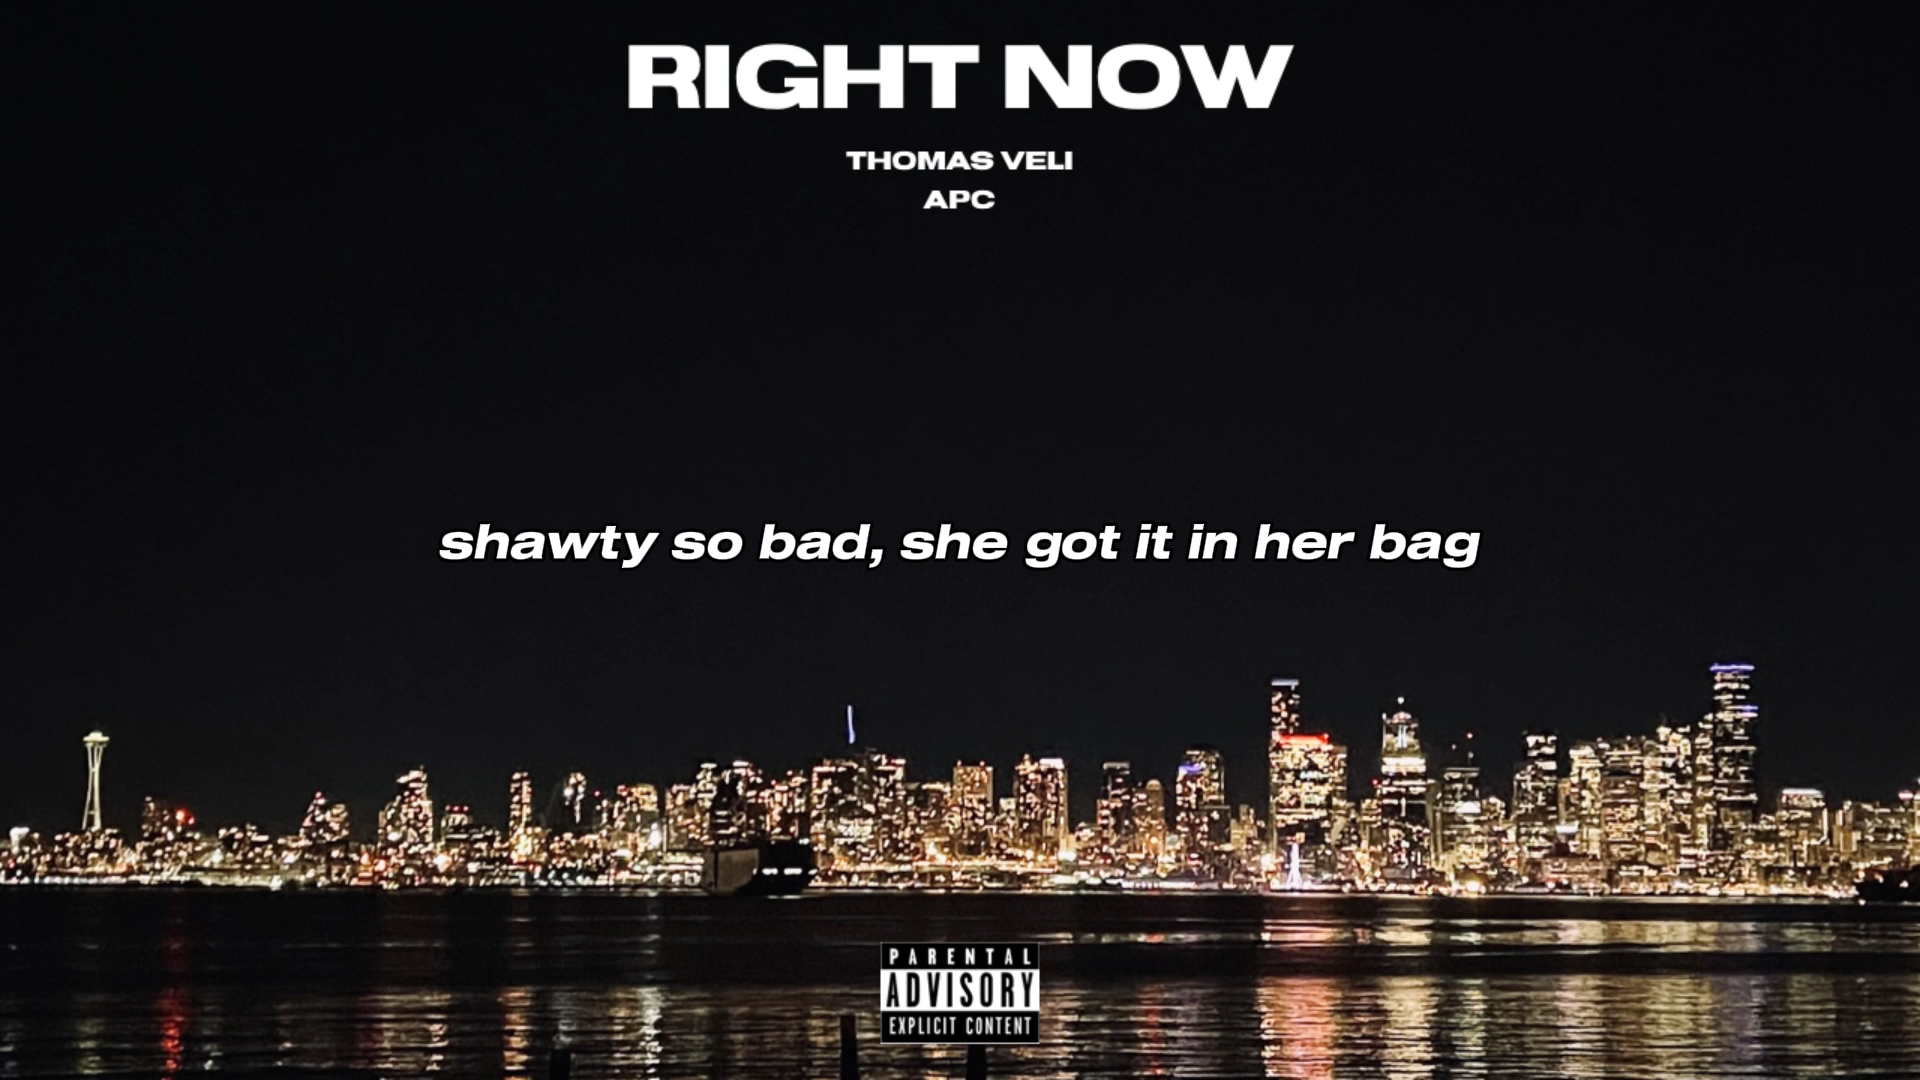 RIGHT NOW
THOMAS VELI
APC
shawty so bad, she got it in her bag
PARENTAL
ADVISORY
EXPLICIT CONTENT